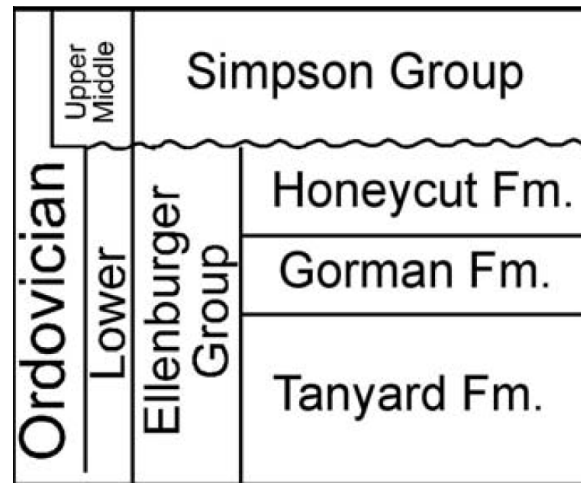 Ordovician
Upper
Middle
Simpson Group
Lower
Ellenburger
Group
Honeycut Fm.
Gorman Fm.
Tanyard Fm.